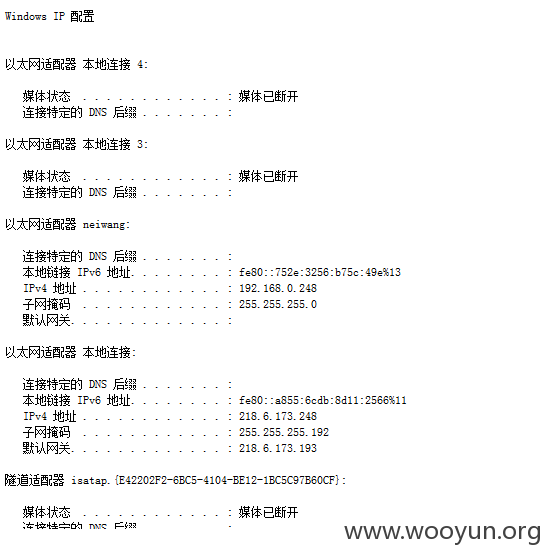 Windows IP 配置
以太网适配器 本地连接 4:
媒体状态 . . . . . . . . . . . . : 媒体已断开
连接特定的 DNS 后缀 . . . . . . . :
以太网适配器 本地连接 3:
媒体状态 . . . . . . . . . . . . : 媒体已断开
连接特定的 DNS 后缀 . . . . . . . :
以太网适配器 neiwang:
连接特定的 DNS 后缀 . . . . . . . :
本地链接 IPv6 地址. . . . . . . . : fe80::752e:3256:b75c:49e%13
IPv4 地址 . . . . . . . . . . . . : 192.168.0.248
子网掩码 . . . . . . . . . . . . : 255.255.255.0
默认网关. . . . . . . . . . . . . :
以太网适配器 本地连接:
连接特定的 DNS 后缀 . . . . . . . :
本地链接 IPv6 地址. . . . . . . . : fe80::a855:6cdb:8d11:2566%11
IPv4 地址 . . . . . . . . . . . . : 218.6.173.248
子网掩码 . . . . . . . . . . . . : 255.255.255.192
默认网关. . . . . . . . . . . . . : 218.6.173.193
隧道适配器 isatap.{E42202F2-6BC5-4104-BE12-1BC5C97B60CF}:
媒体状态 . . . . . . . . . . . . : 媒体已断开
连接特定的 DNS 后缀 . . . . . . . :
www.wooyun.org